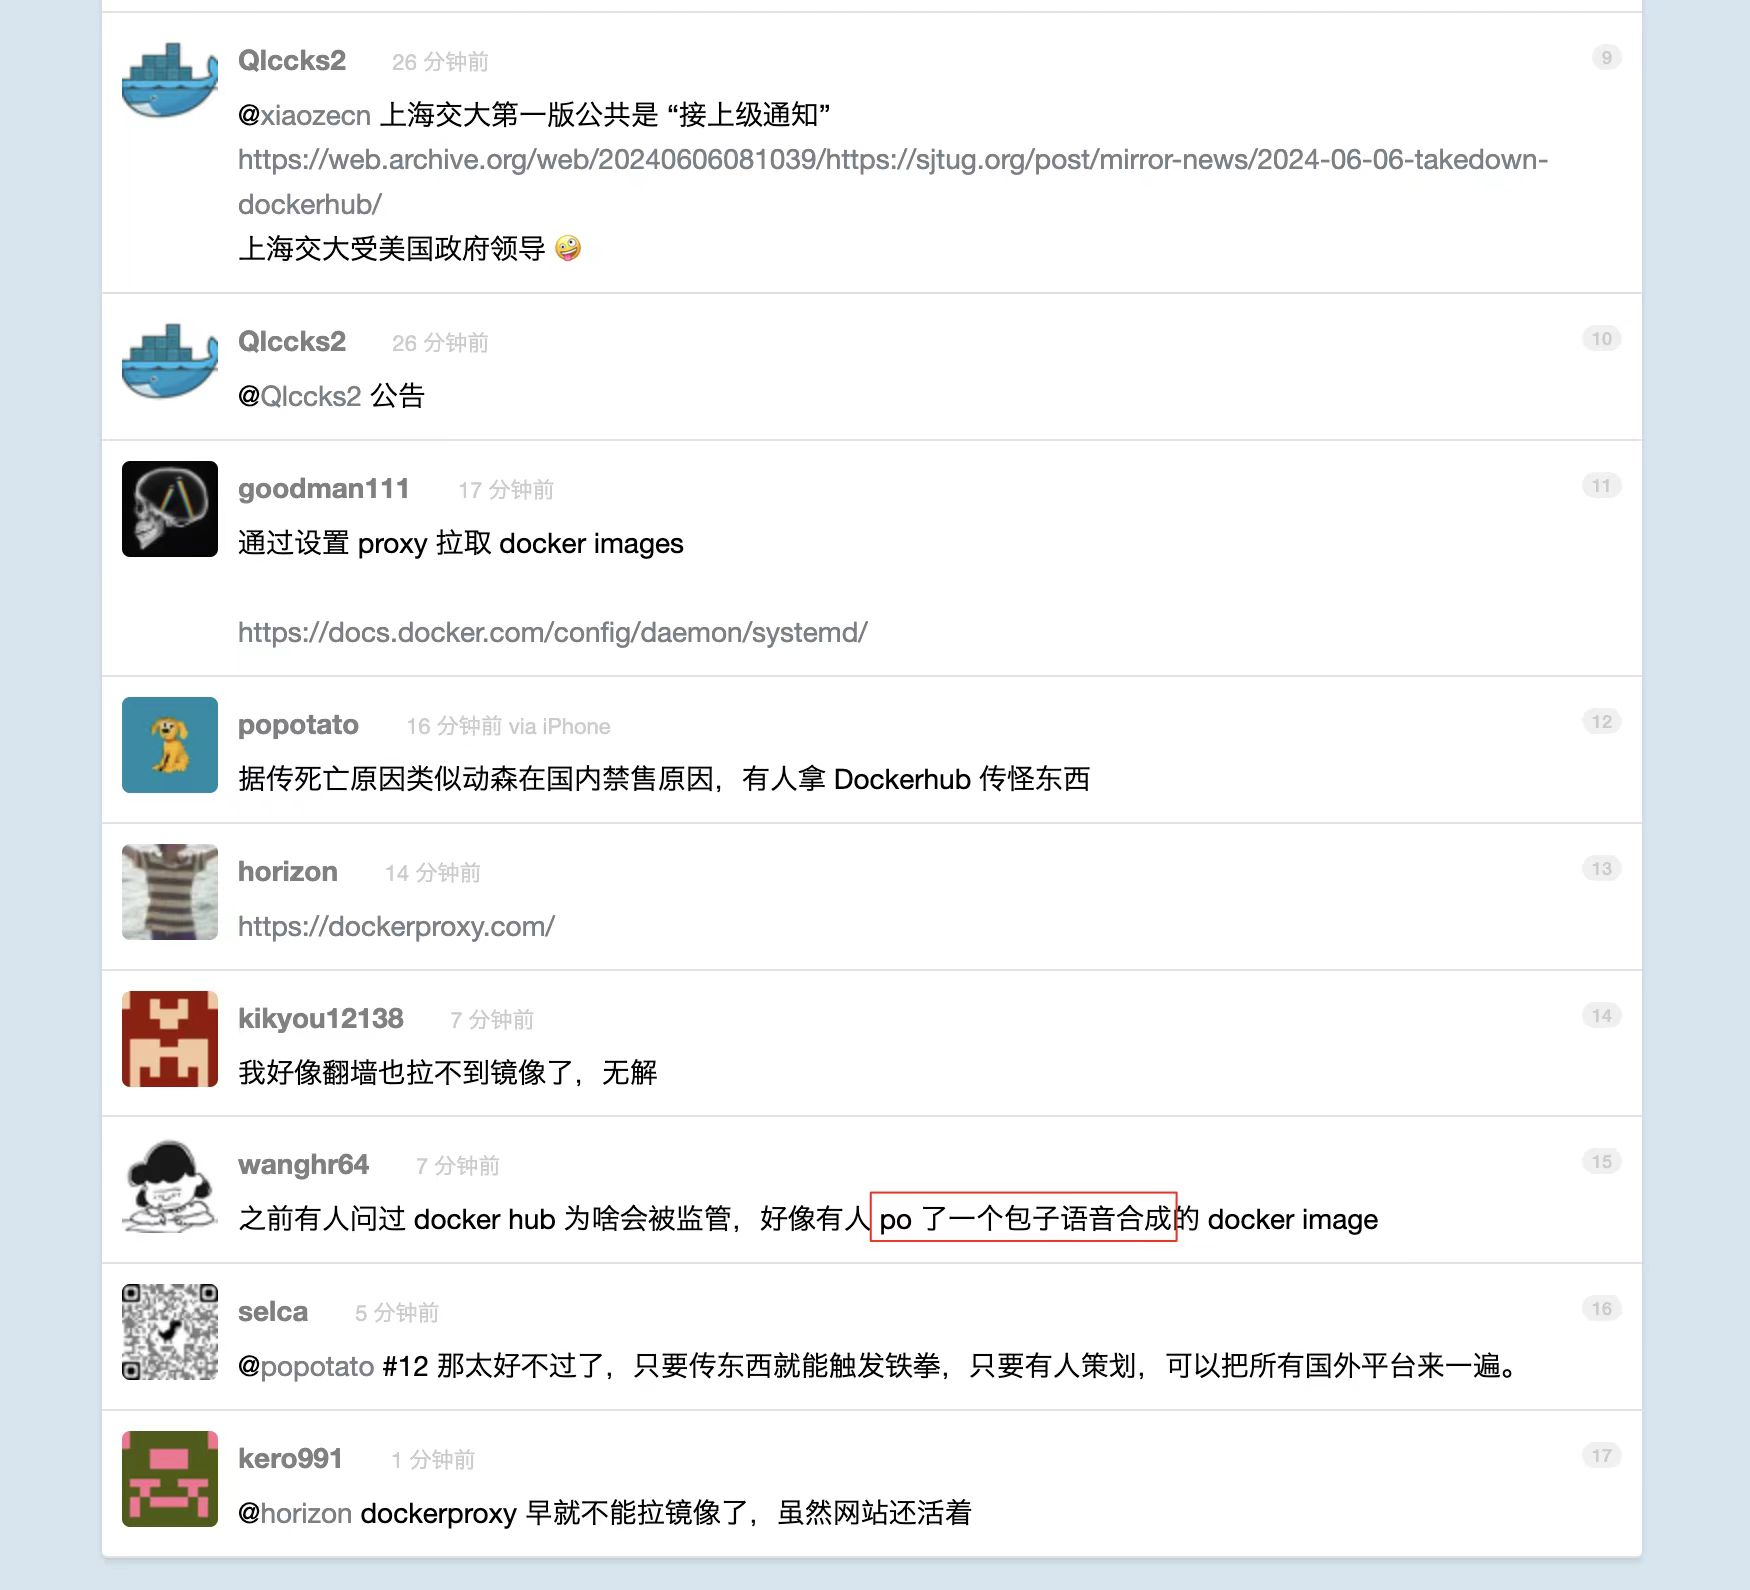 Qlccks2 26 分钟前 9
@xiaozecn 上海交大第一版公共是 “接上级通知”
https://web.archive.org/web/20240606081039/https://sjtug.org/post/mirror-news/2024-06-06-takedown-
dockerhub/
上海交大受美国政府领导 🤪
Qlccks2 26 分钟前 10
@Qlccks2 公告
goodman111 17 分钟前 11
通过设置 proxy 拉取 docker images
https://docs.docker.com/config/daemon/systemd/
popotato 16 分钟前 via iPhone 12
据传死亡原因类似动森在国内禁售原因，有人拿 Dockerhub 传怪东西
horizon 14 分钟前 13
https://dockerproxy.com/
kikyou12138 7 分钟前 14
我好像翻墙也拉不到镜像了，无解
wanghr64 7 分钟前 15
之前有人问过 docker hub 为啥会被监管，好像有人 po 了一个包子语音合成的 docker image
selca 5 分钟前 16
@popotato #12 那太好不过了，只要传东西就能触发铁拳，只要有人策划，可以把所有国外平台来一遍。
kero991 1 分钟前 17
@horizon dockerproxy 早就不能拉镜像了，虽然网站还活着